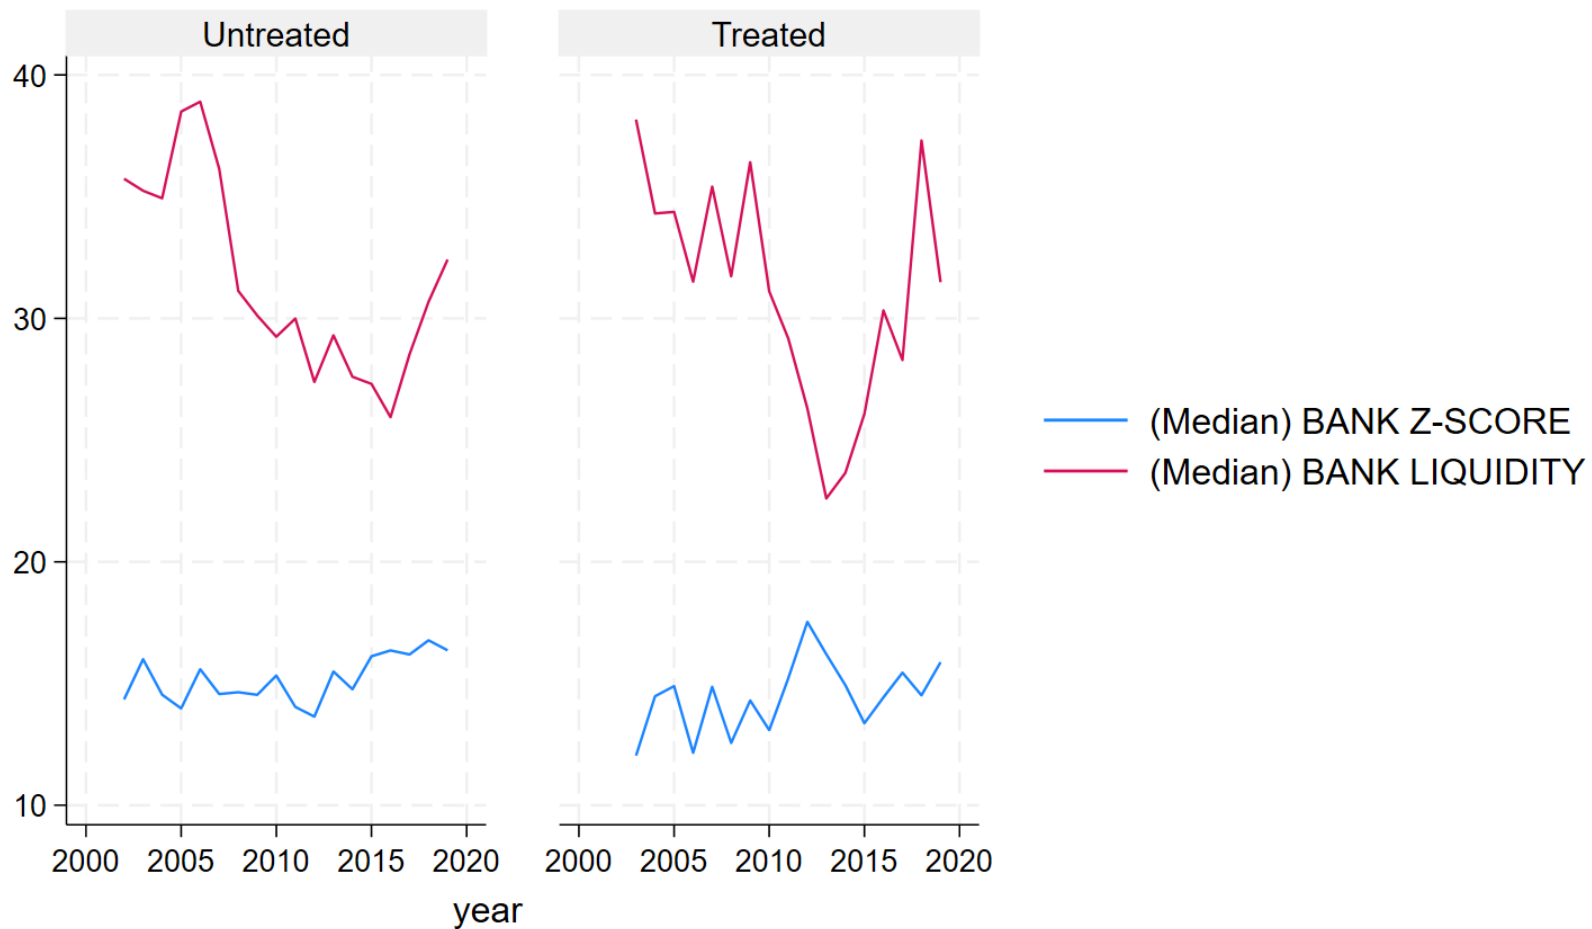 Untreated Treated
40
30
20
10
2000 2005 2010 2015 2020 2000 2005 2010 2015 2020
year
(Median) BANK Z-SCORE
(Median) BANK LIQUIDITY